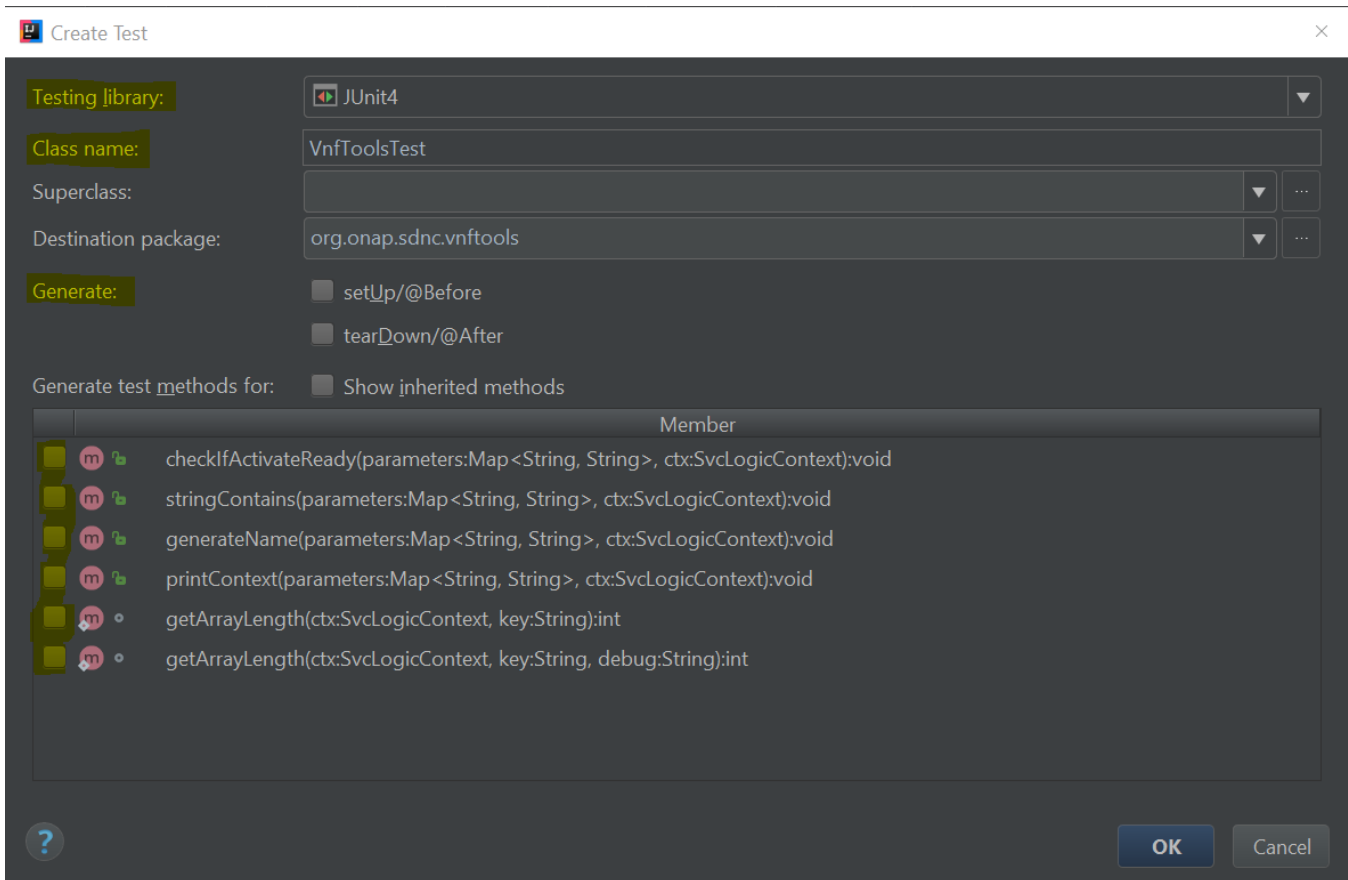 Create Test
Testing library: JUnit4
Class name: VnfToolsTest
Superclass: ...
Destination package: org.onap.sdnc.vnftools ...
Generate: setUp/@Before
tearDown/@After
Generate test methods for: Show inherited methods
Member
m checkIfActivateReady(parameters:Map<String, String>, ctx:SvcLogicContext):void
m stringContains(parameters:Map<String, String>, ctx:SvcLogicContext):void
m generateName(parameters:Map<String, String>, ctx:SvcLogicContext):void
m printContext(parameters:Map<String, String>, ctx:SvcLogicContext):void
m getArrayLength(ctx:SvcLogicContext, key:String):int
m getArrayLength(ctx:SvcLogicContext, key:String, debug:String):int
? OK Cancel